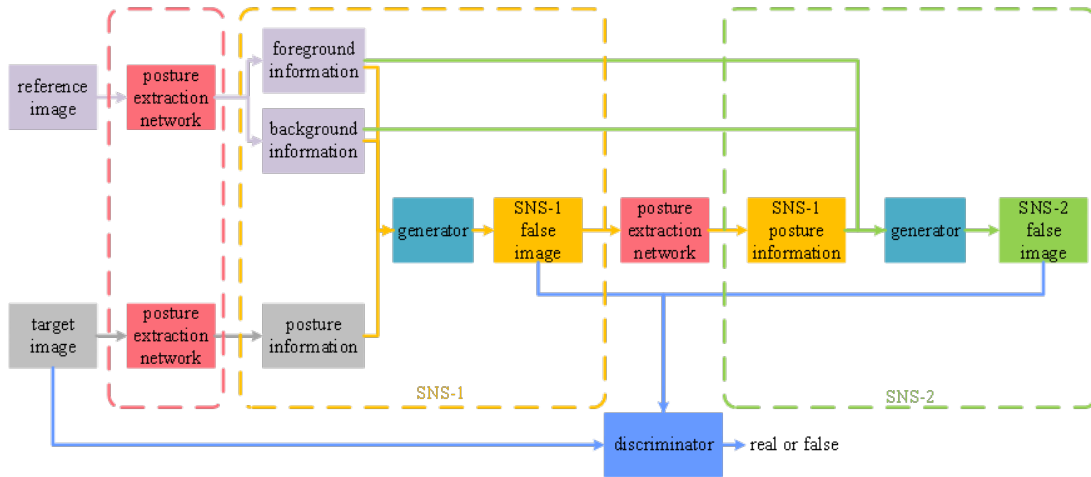 reference
image
posture
extraction
network
foreground
information
background
information
generator
SNS-1
false
image
posture
extraction
network
SNS-1
posture
information
generator
SNS-2
false
image
target
image
posture
extraction
network
posture
information
SNS-1
SNS-2
discriminator
real or false